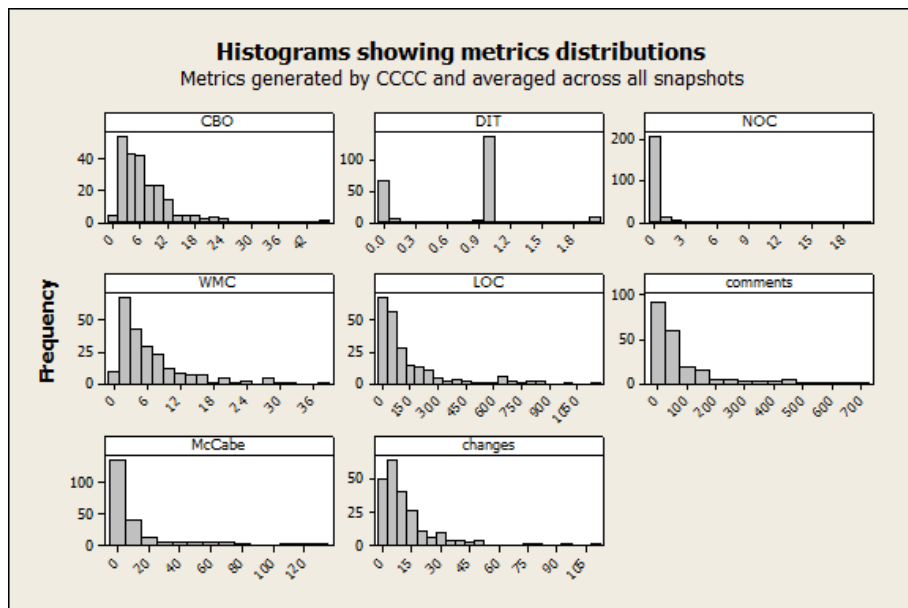 Histograms showing metrics distributions
Metrics generated by CCCC and averaged across all snapshots
CBO
DIT
NOC
40
20
0
100
50
0
200
100
0
0 6 12 18 24 30 36 42
0.0 0.3 0.6 0.9 1.2 1.5 1.8
0 3 6 9 12 15 18
Frequency
WMC
LOC
comments
50
25
0
50
25
0
100
50
0
0 6 12 18 24 30 36
0 150 300 450 600 750 900 1050
0 100 200 300 400 500 600 700
McCabe
changes
100
50
0
50
25
0
0 20 40 60 80 100 120
0 15 30 45 60 75 90 105